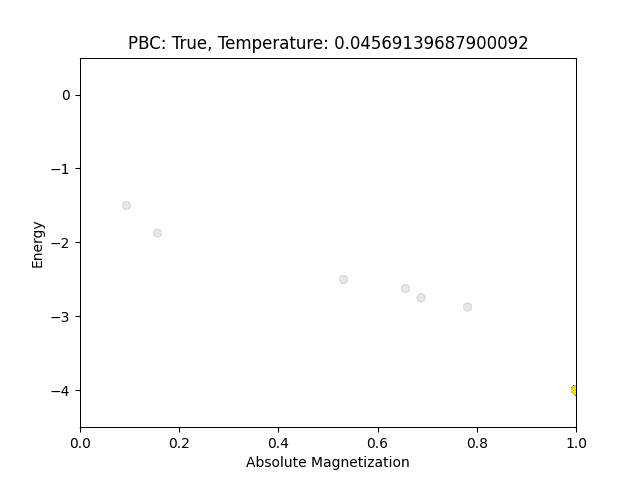 PBC: True, Temperature: 0.04569139687900092
Energy
0
−1
−2
−3
−4
0.0 0.2 0.4 0.6 0.8 1.0
Absolute Magnetization